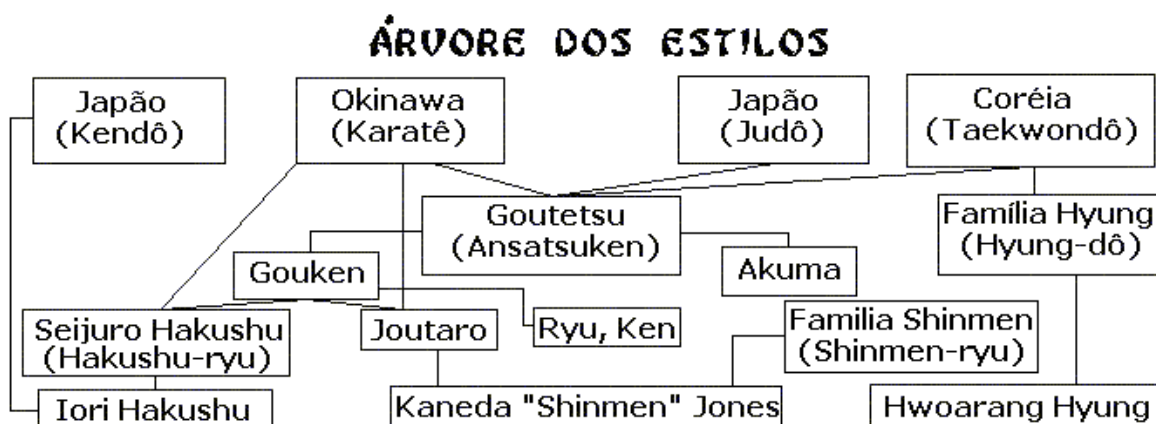 ÁRVORE DOS ESTILOS
Japão
(Kendô)
Okinawa
(Karatê)
Japão
(Judô)
Coréia
(Taekwondô)
Goutetsu
(Ansatsuken)
Família Hyung
(Hyung-dô)
Gouken
Akuma
Seijuro Hakushu
(Hakushu-ryu)
Joutaro
Ryu, Ken
Familia Shinmen
(Shinmen-ryu)
Iori Hakushu
Kaneda "Shinmen" Jones
Hwoarang Hyung